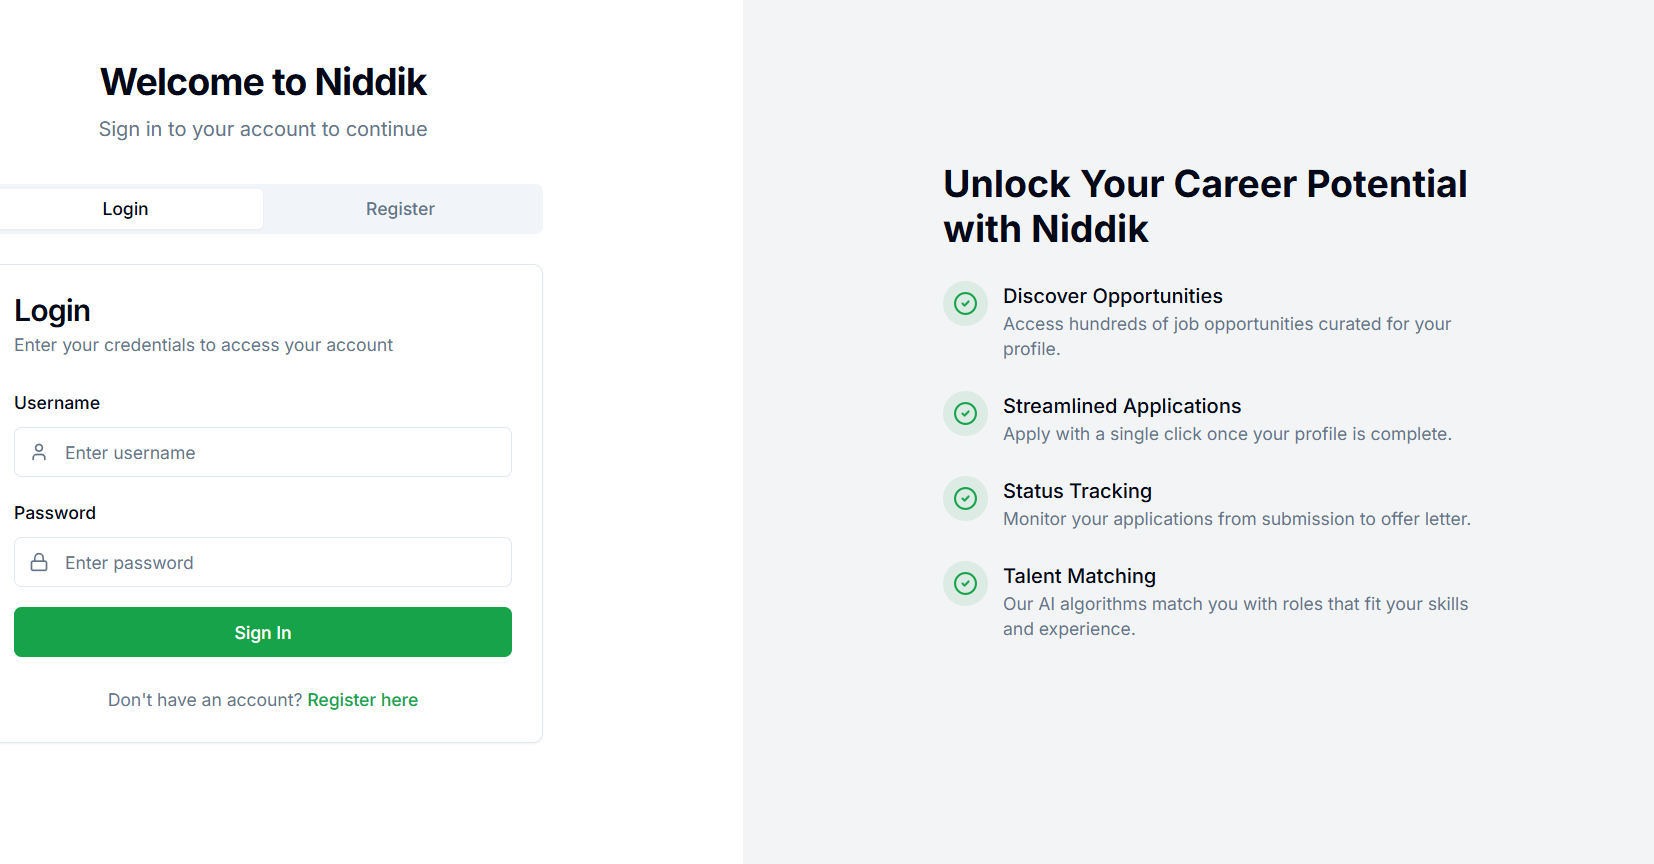 Welcome to Niddik
Sign in to your account to continue
Login
Register
Login
Enter your credentials to access your account
Username
Enter username
Password
Enter password
Sign In
Don't have an account? Register here
Unlock Your Career Potential
with Niddik
Discover Opportunities
Access hundreds of job opportunities curated for your
profile.
Streamlined Applications
Apply with a single click once your profile is complete.
Status Tracking
Monitor your applications from submission to offer letter.
Talent Matching
Our AI algorithms match you with roles that fit your skills
and experience.